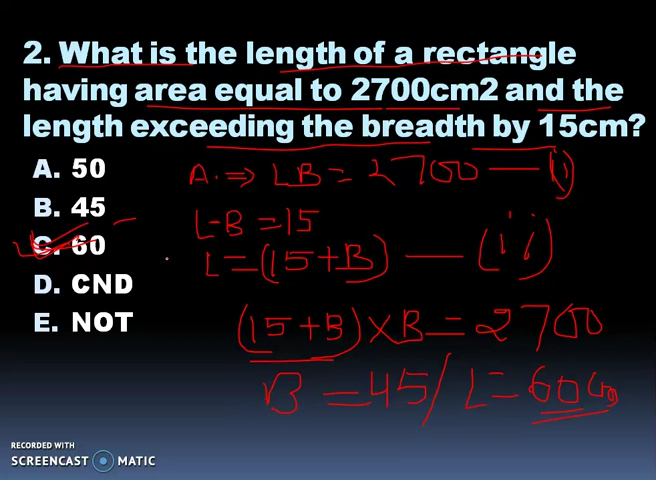 2. What is the length of a rectangle
having area equal to 2700cm2 and the
length exceeding the breadth by 15cm?
A. 50
B. 45
C. 60
D. CND
E. NOT
A. ⇒ LB = 2700 — (i)
L-B = 15
L = (15+B) — (ii)
(15+B) × B = 2700
B = 45 / L = 60 cm
RECORDED WITH
SCREENCAST MATIC